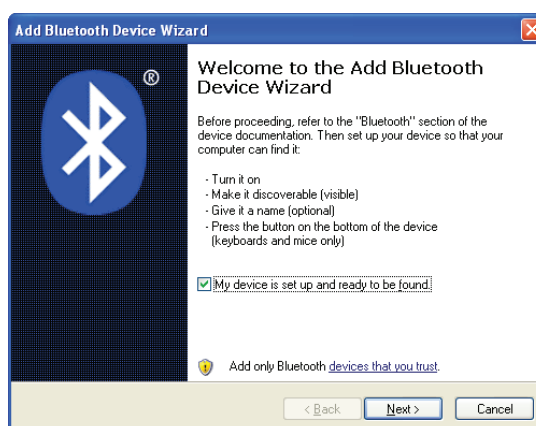 Add Bluetooth Device Wizard
®
Welcome to the Add Bluetooth
Device Wizard
Before proceeding, refer to the "Bluetooth" section of the
device documentation. Then set up your device so that your
computer can find it:
· Turn it on
· Make it discoverable (visible)
· Give it a name (optional)
· Press the button on the bottom of the device
(keyboards and mice only)
My device is set up and ready to be found.
Add only Bluetooth devices that you trust.
< Back Next > Cancel